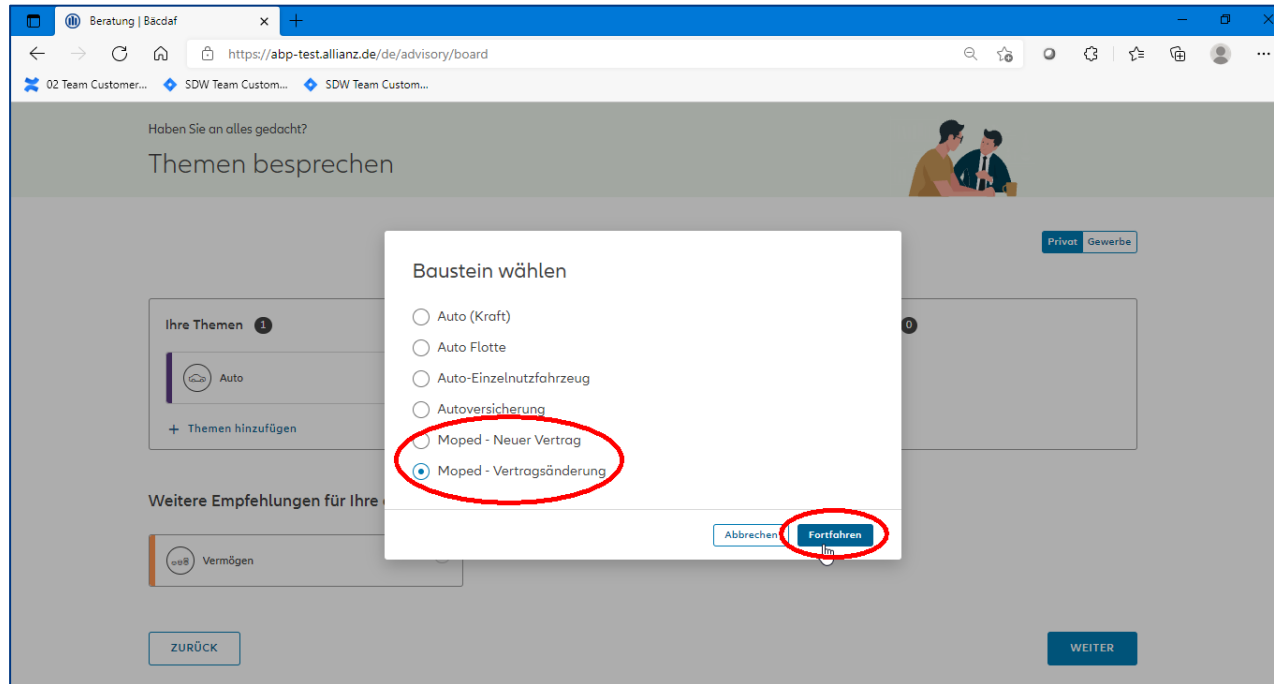 Beratung | Bäcdaf
https://abp-test.allianz.de/de/advisory/board
02 Team Customer...
SDW Team Custom...
SDW Team Custom...
Haben Sie an alles gedacht?
Themen besprechen
Privat Gewerbe
Baustein wählen
Auto (Kraft)
Auto Flotte
Auto-Einzelnutzfahrzeug
Autoversicherung
Moped - Neuer Vertrag
Moped - Vertragsänderung
Abbrechen
Fortfahren
Ihre Themen 1
0
Auto
+ Themen hinzufügen
Weitere Empfehlungen für Ihre
Vermögen
ZURÜCK
WEITER